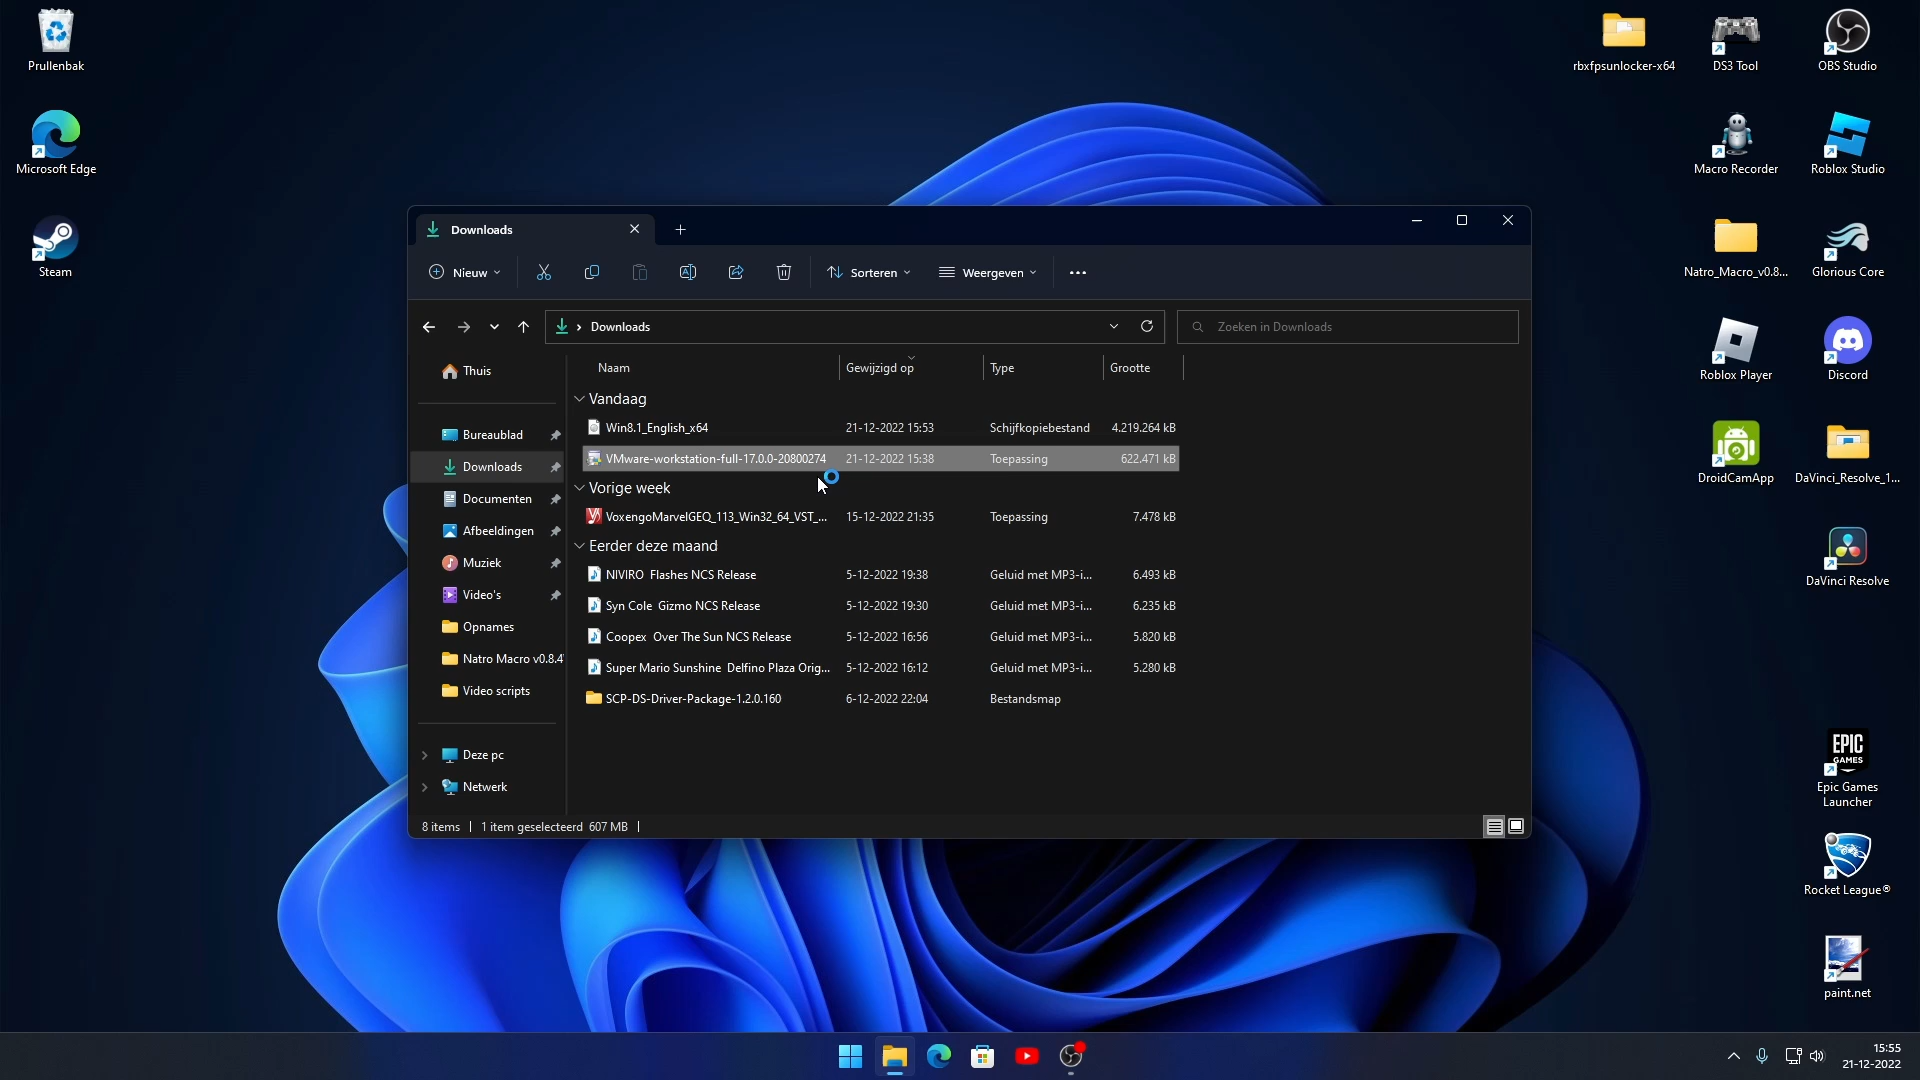 Prullenbak
Microsoft Edge
Steam
rbxfpsunlocker-x64
DS3 Tool
OBS Studio
Macro Recorder
Roblox Studio
Natro_Macro_v0.8...
Glorious Core
Roblox Player
Discord
DroidCamApp
DaVinci_Resolve_1...
DaVinci Resolve
EPIC
GAMES
Epic Games
Launcher
Rocket League®
paint.net
Downloads
Nieuw
Sorteren
Weergeven
Downloads
Zoeken in Downloads
Thuis
Bureaublad
Downloads
Documenten
Afbeeldingen
Muziek
Video's
Opnames
Natro Macro v0.8.4
Video scripts
Deze pc
Netwerk
Naam Gewijzigd op Type Grootte
Vandaag
Win8.1_English_x64 21-12-2022 15:53 Schijfkopiebestand 4.219.264 kB
VMware-workstation-full-17.0.0-20800274 21-12-2022 15:38 Toepassing 622.471 kB
Vorige week
VoxengoMarvelGEQ_113_Win32_64_VST_... 15-12-2022 21:35 Toepassing 7.478 kB
Eerder deze maand
NIVIRO Flashes NCS Release 5-12-2022 19:38 Geluid met MP3-i... 6.493 kB
Syn Cole Gizmo NCS Release 5-12-2022 19:30 Geluid met MP3-i... 6.235 kB
Coopex Over The Sun NCS Release 5-12-2022 16:56 Geluid met MP3-i... 5.820 kB
Super Mario Sunshine Delfino Plaza Orig... 5-12-2022 16:12 Geluid met MP3-i... 5.280 kB
SCP-DS-Driver-Package-1.2.0.160 6-12-2022 22:04 Bestandsmap
8 items 1 item geselecteerd 607 MB
15:55
21-12-2022